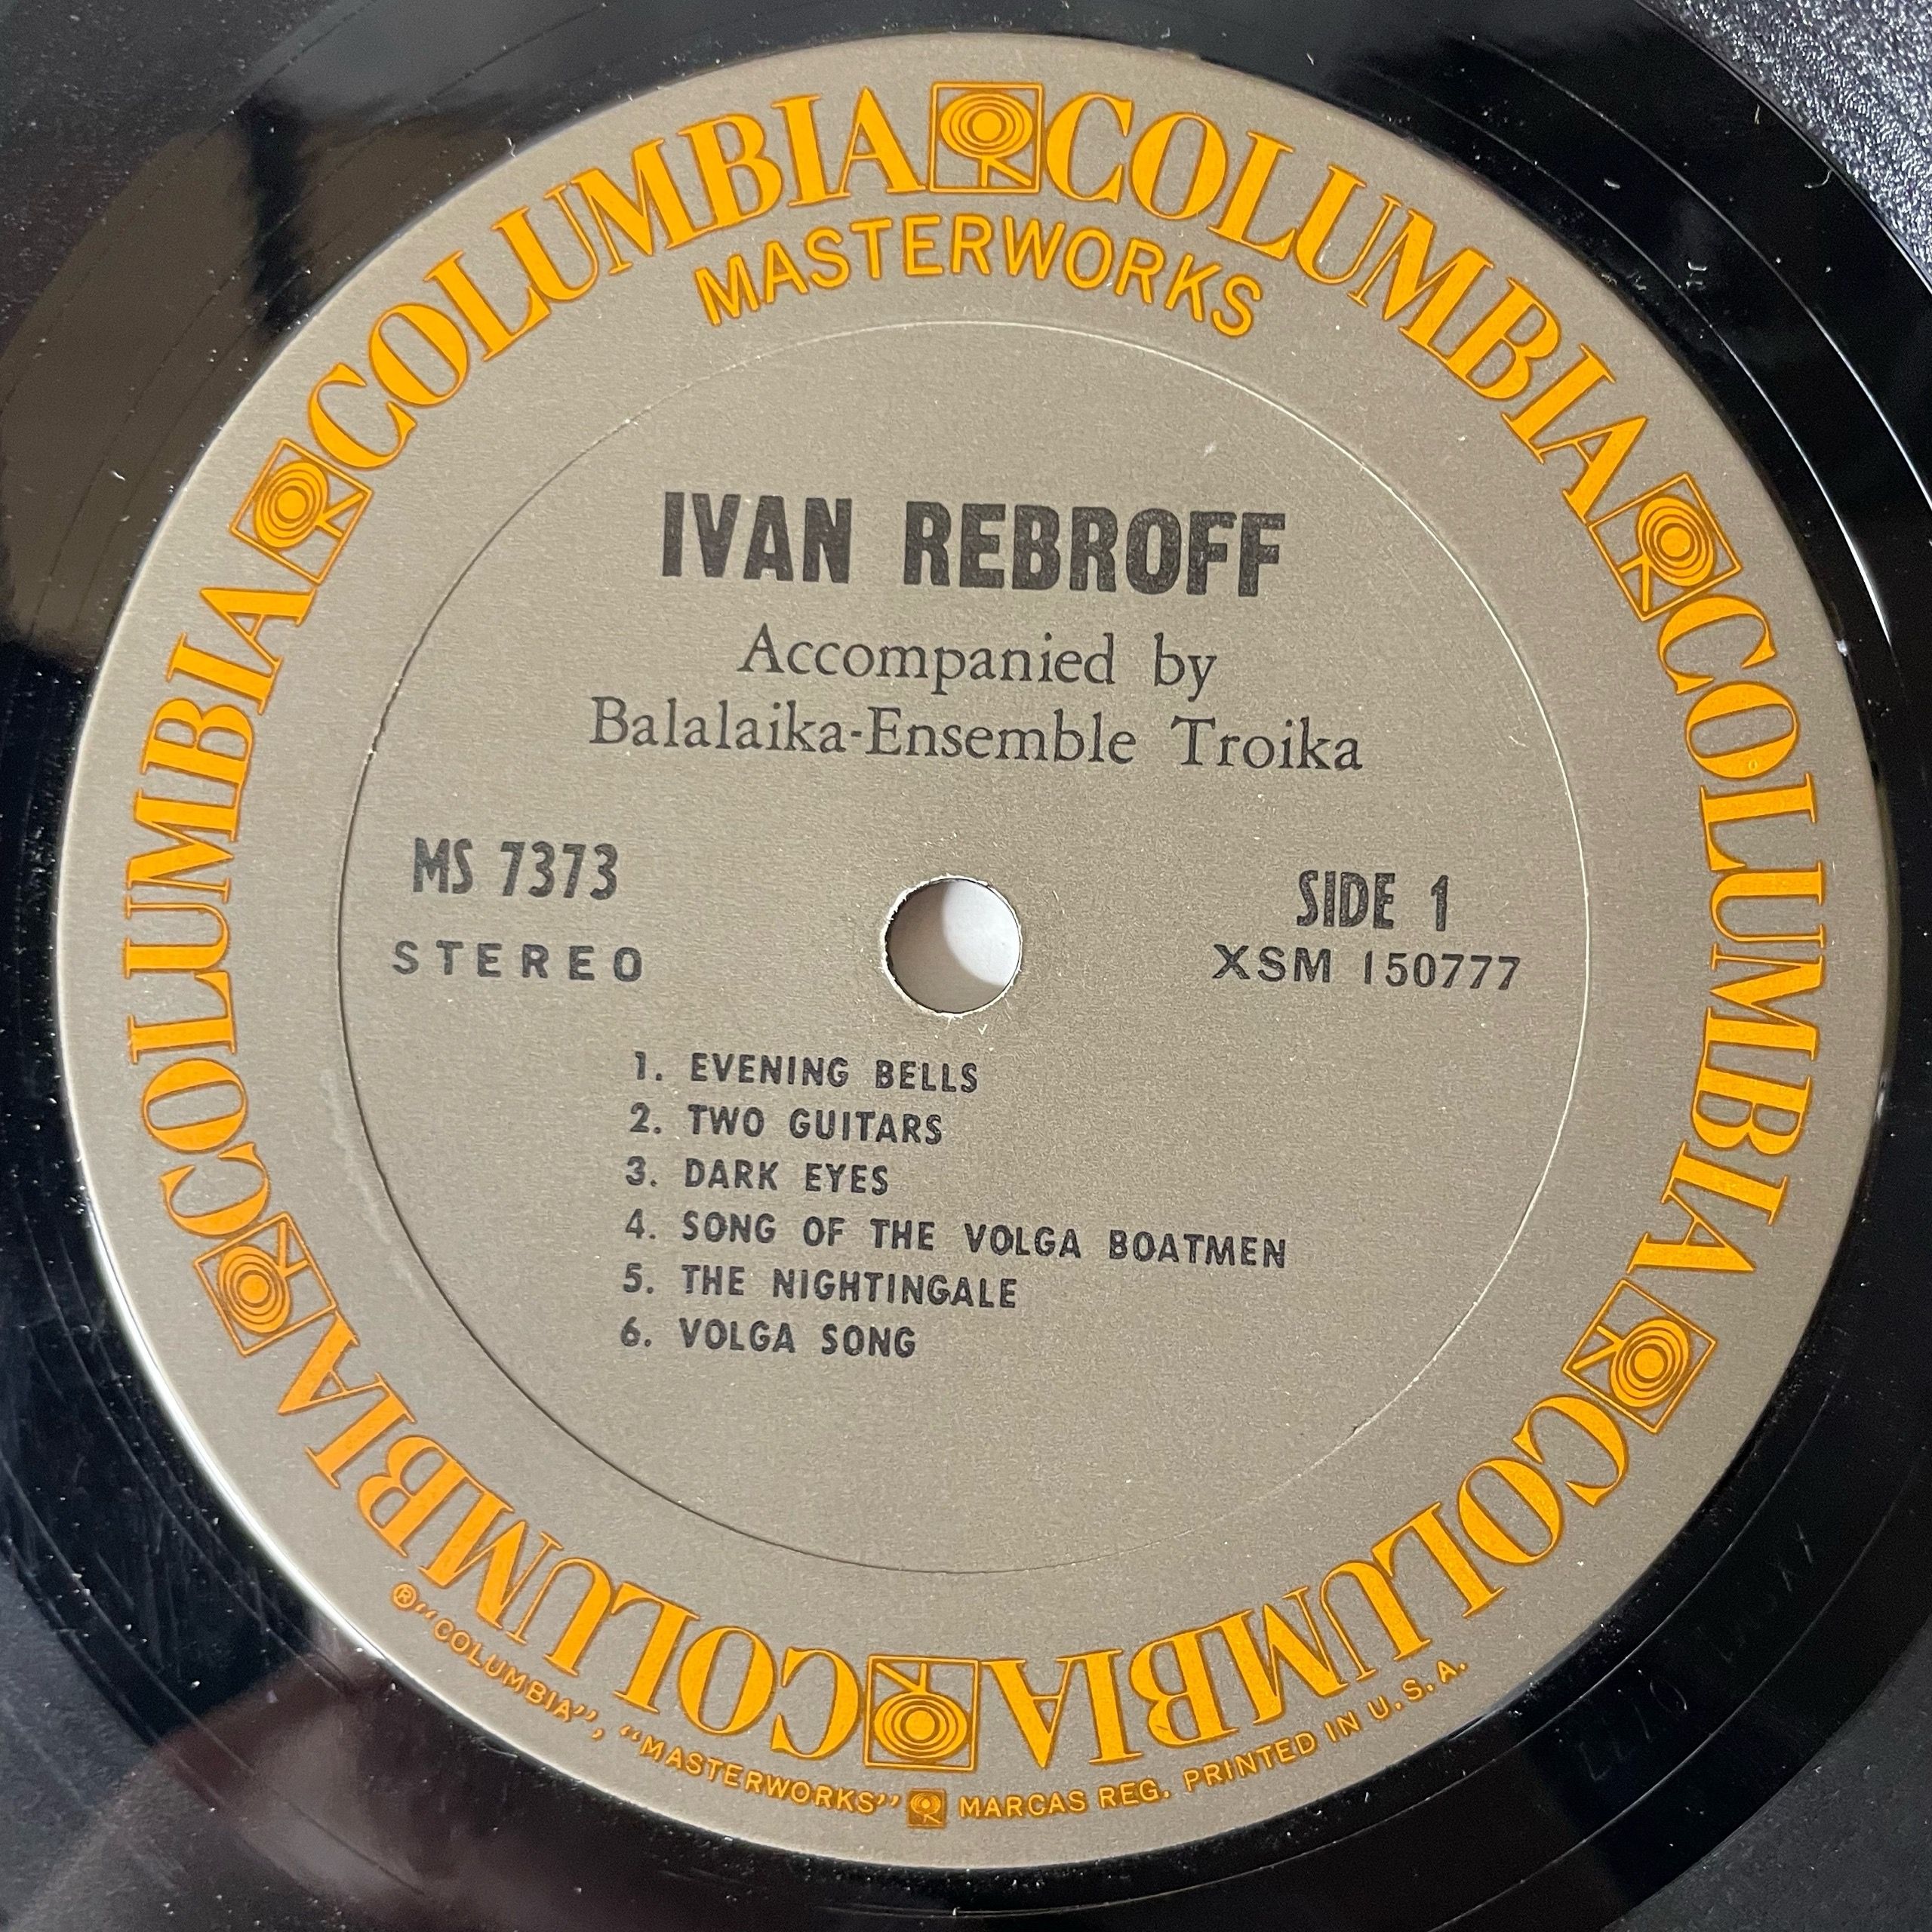 COLUMBIA COLUMBIA COLUMBIA COLUMBIA COLUMBIA COLUMBIA
MASTERWORKS
IVAN REBROFF
Accompanied by
Balalaika-Ensemble Troika
MS 7373
STEREO
SIDE 1
XSM 150777
1. EVENING BELLS
2. TWO GUITARS
3. DARK EYES
4. SONG OF THE VOLGA BOATMEN
5. THE NIGHTINGALE
6. VOLGA SONG
®"COLUMBIA", "MASTERWORKS" MARCAS REG. PRINTED IN U.S.A.